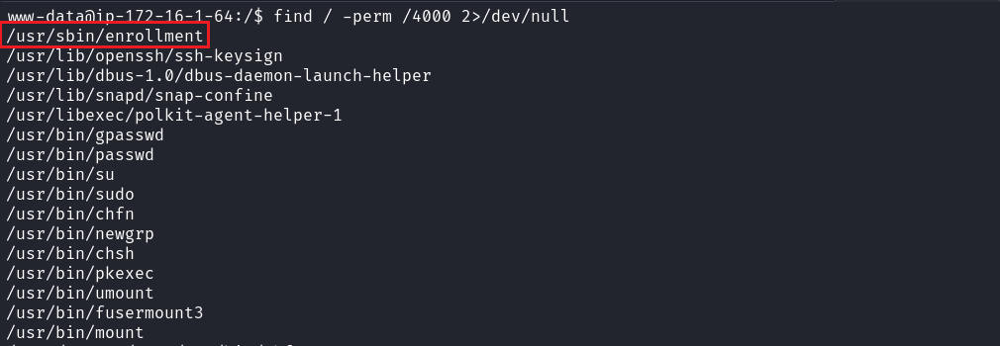 www-data@ip-172-16-1-64:/$ find / -perm /4000 2>/dev/null
/usr/sbin/enrollment
/usr/lib/openssh/ssh-keysign
/usr/lib/dbus-1.0/dbus-daemon-launch-helper
/usr/lib/snapd/snap-confine
/usr/libexec/polkit-agent-helper-1
/usr/bin/gpasswd
/usr/bin/passwd
/usr/bin/su
/usr/bin/sudo
/usr/bin/chfn
/usr/bin/newgrp
/usr/bin/chsh
/usr/bin/pkexec
/usr/bin/umount
/usr/bin/fusermount3
/usr/bin/mount